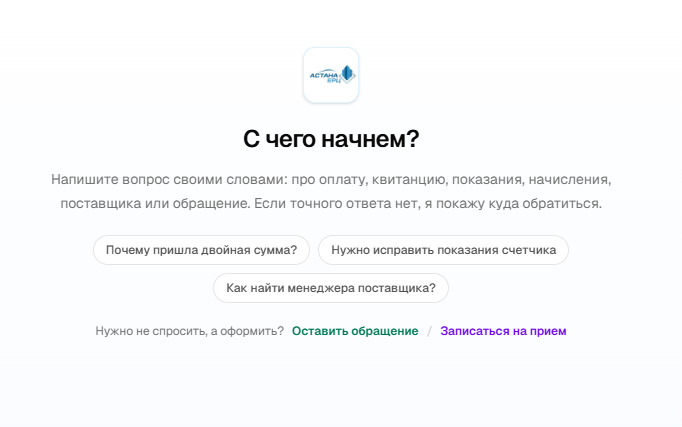 АСТАНА
ЕРЦ
С чего начнем?
Напишите вопрос своими словами: про оплату, квитанцию, показания, начисления,
поставщика или обращение. Если точного ответа нет, я покажу куда обратиться.
Почему пришла двойная сумма?
Нужно исправить показания счетчика
Как найти менеджера поставщика?
Нужно не спросить, а оформить? Оставить обращение / Записаться на прием